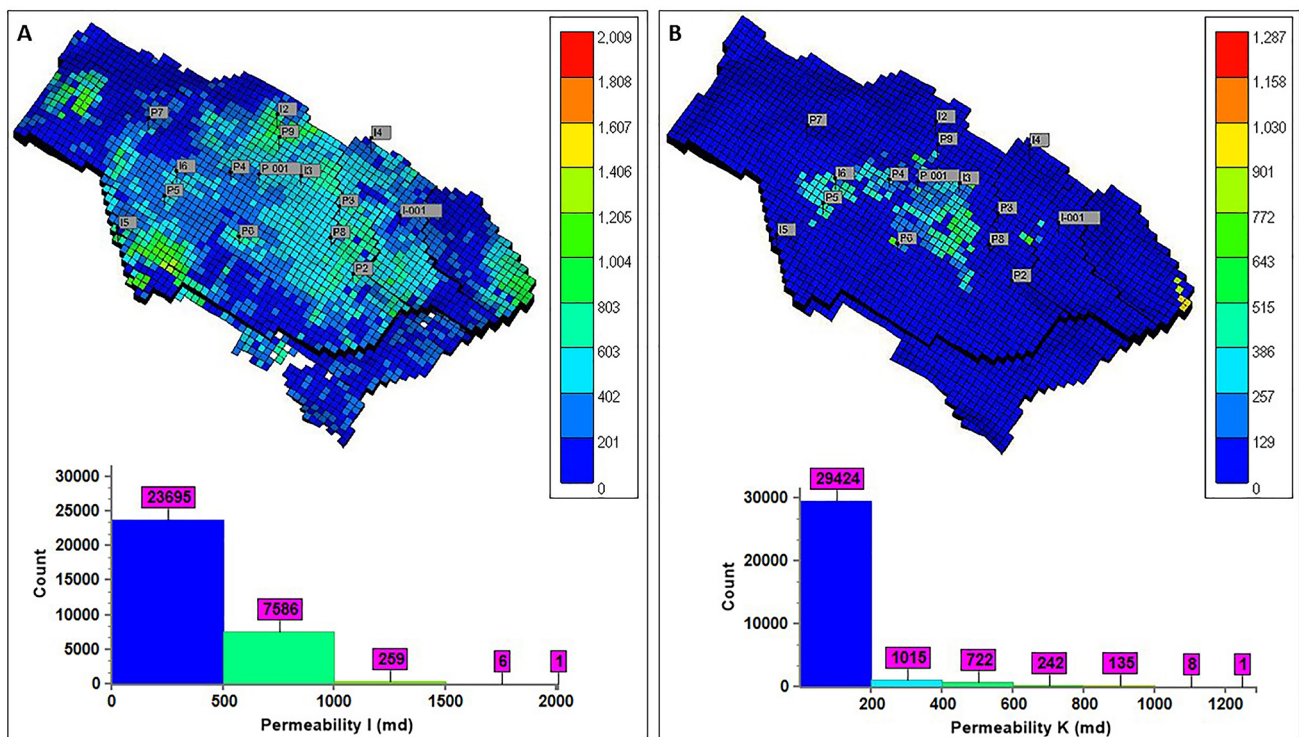 A
2,009
1,808
1,607
1,406
1,205
1,004
803
603
402
201
0
I2
P7
P9
I4
I6
P4
P 001
I3
P5
P3
I-001
I5
P6
P8
P2
30000
25000
20000
15000
10000
5000
0
Count
23695
7586
259
6
1
0
500
1000
1500
2000
Permeability I (md)
B
1,287
1,158
1,030
901
772
643
515
386
257
129
0
I2
P7
P9
I4
I6
P4
P 001
I3
P5
P3
I-001
I5
P6
P8
P2
30000
20000
10000
0
Count
29424
1015
722
242
135
8
1
200
400
600
800
1000
1200
Permeability K (md)